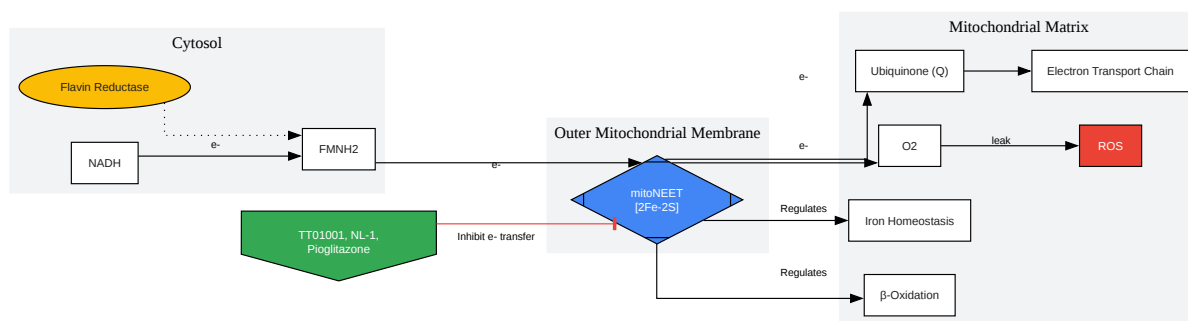 Cytosol
Flavin Reductase
NADH
e-
FMNH2
e-
TT01001, NL-1,
Pioglitazone
Inhibit e- transfer
Outer Mitochondrial Membrane
mitoNEET
[2Fe-2S]
Mitochondrial Matrix
e-
Ubiquinone (Q)
Electron Transport Chain
e-
O2
leak
ROS
Regulates
Iron Homeostasis
Regulates
β-Oxidation